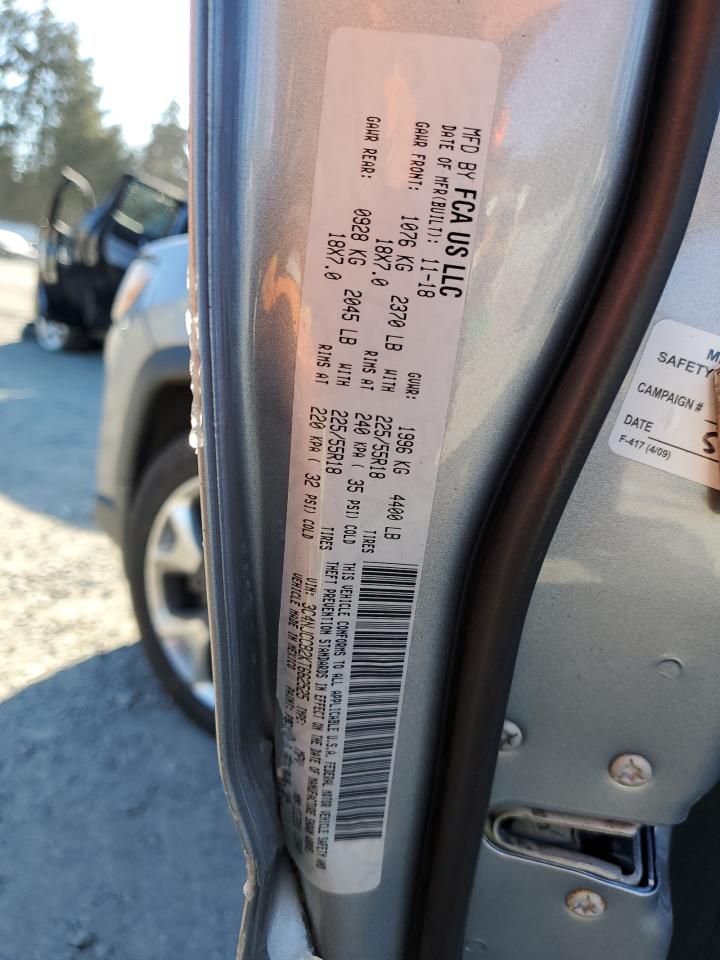 MFD BY FCA US LLC
DATE OF MFR(BUILT): 11-18 GVWR: 1996 KG 4400 LB
GAWR FRONT: 1076 KG 2370 LB WITH 225/55R18 TIRES
18X7.0 RIMS AT 240 KPA ( 35 PSI) COLD
GAWR REAR: 0928 KG 2045 LB WITH 225/55R18 TIRES
18X7.0 RIMS AT 220 KPA ( 32 PSI) COLD
THIS VEHICLE CONFORMS TO ALL APPLICABLE U.S.A. FEDERAL MOTOR VEHICLE SAFETY AND
THEFT PREVENTION STANDARDS IN EFFECT ON THE DATE OF MANUFACTURE SHOWN ABOVE.
VIN: TYPE: MPV
VEHICLE MADE IN MEXICO PAINT:
SAFETY
CAMPAIGN #
DATE
F-417 (4/09)